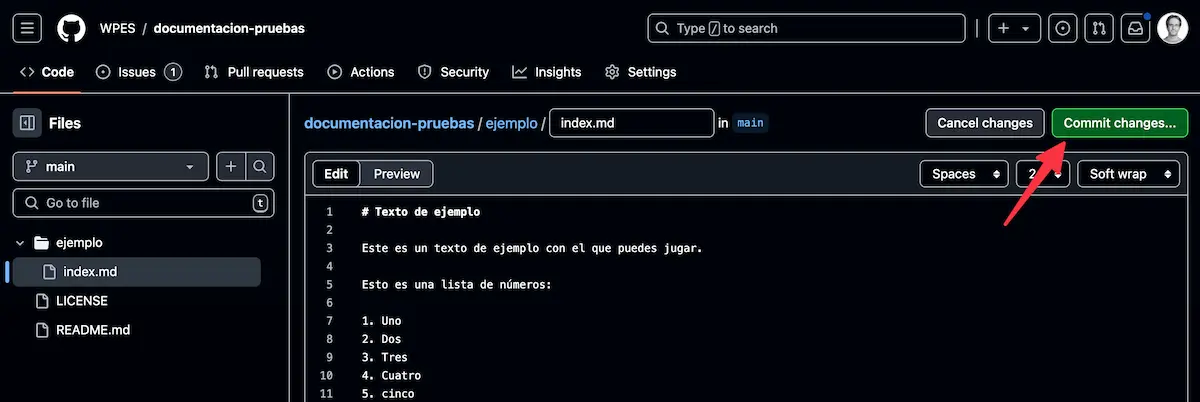 WPES / documentacion-pruebas
Type / to search
Code
Issues 1
Pull requests
Actions
Security
Insights
Settings
Files
main
Go to file
t
ejemplo
index.md
LICENSE
README.md
documentacion-pruebas / ejemplo / index.md in main
Cancel changes
Commit changes...
Edit
Preview
Spaces
2
Soft wrap
1 # Texto de ejemplo
2
3 Este es un texto de ejemplo con el que puedes jugar.
4
5 Esto es una lista de números:
6
7 1. Uno
8 2. Dos
9 3. Tres
10 4. Cuatro
11 5. cinco